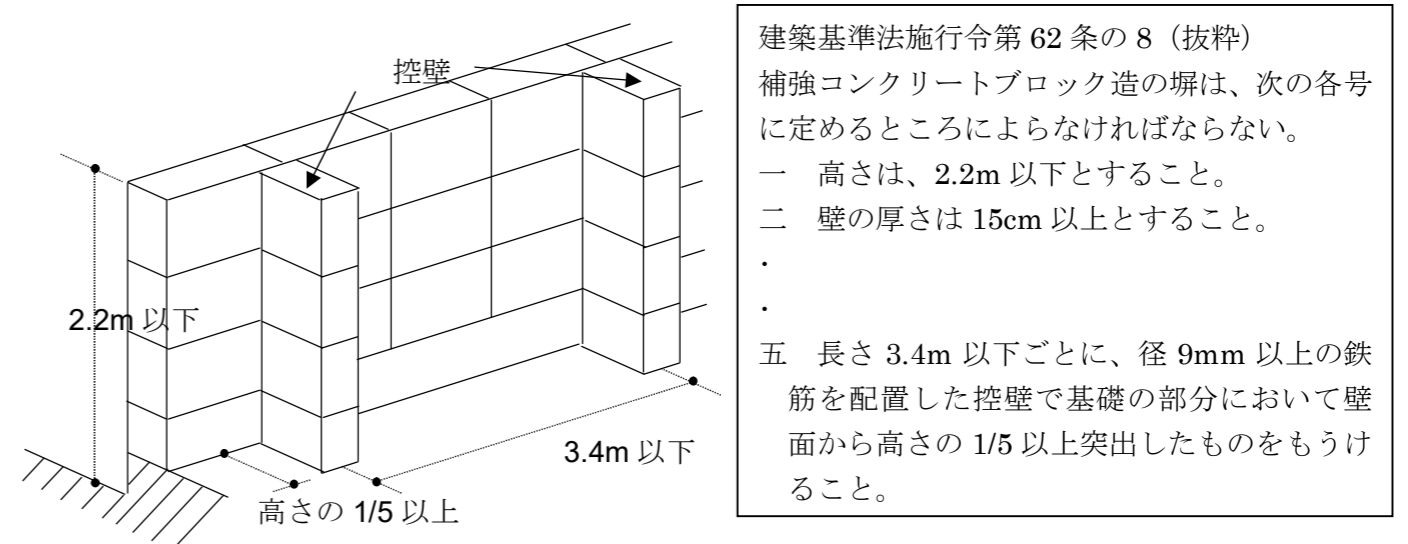 控壁
2.2m 以下
3.4m 以下
高さの 1/5 以上
建築基準法施行令第 62 条の 8（抜粋）
補強コンクリートブロック造の塀は、次の各号
に定めるところによらなければならない。
一　高さは、2.2m 以下とすること。
二　壁の厚さは 15cm 以上とすること。
・
・
五　長さ 3.4m 以下ごとに、径 9mm 以上の鉄
筋を配置した控壁で基礎の部分において壁
面から高さの 1/5 以上突出したものをもうけ
ること。